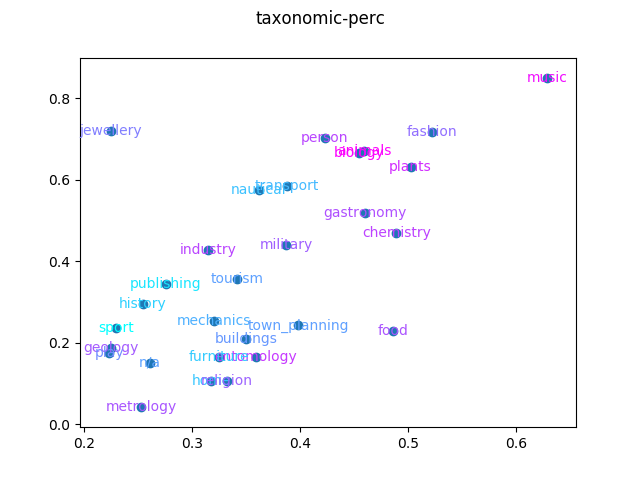 taxonomic-perc
0.8
music
jewellery
fashion
person
animals
biology
0.6
plants
transport
nautical
gastronomy
chemistry
military
industry
0.4
tourism
publishing
history
mechanics
town_planning
sport
food
0.2
buildings
geology
play
n/a
furniture
religion
metrology
0.0
0.2 0.3 0.4 0.5 0.6